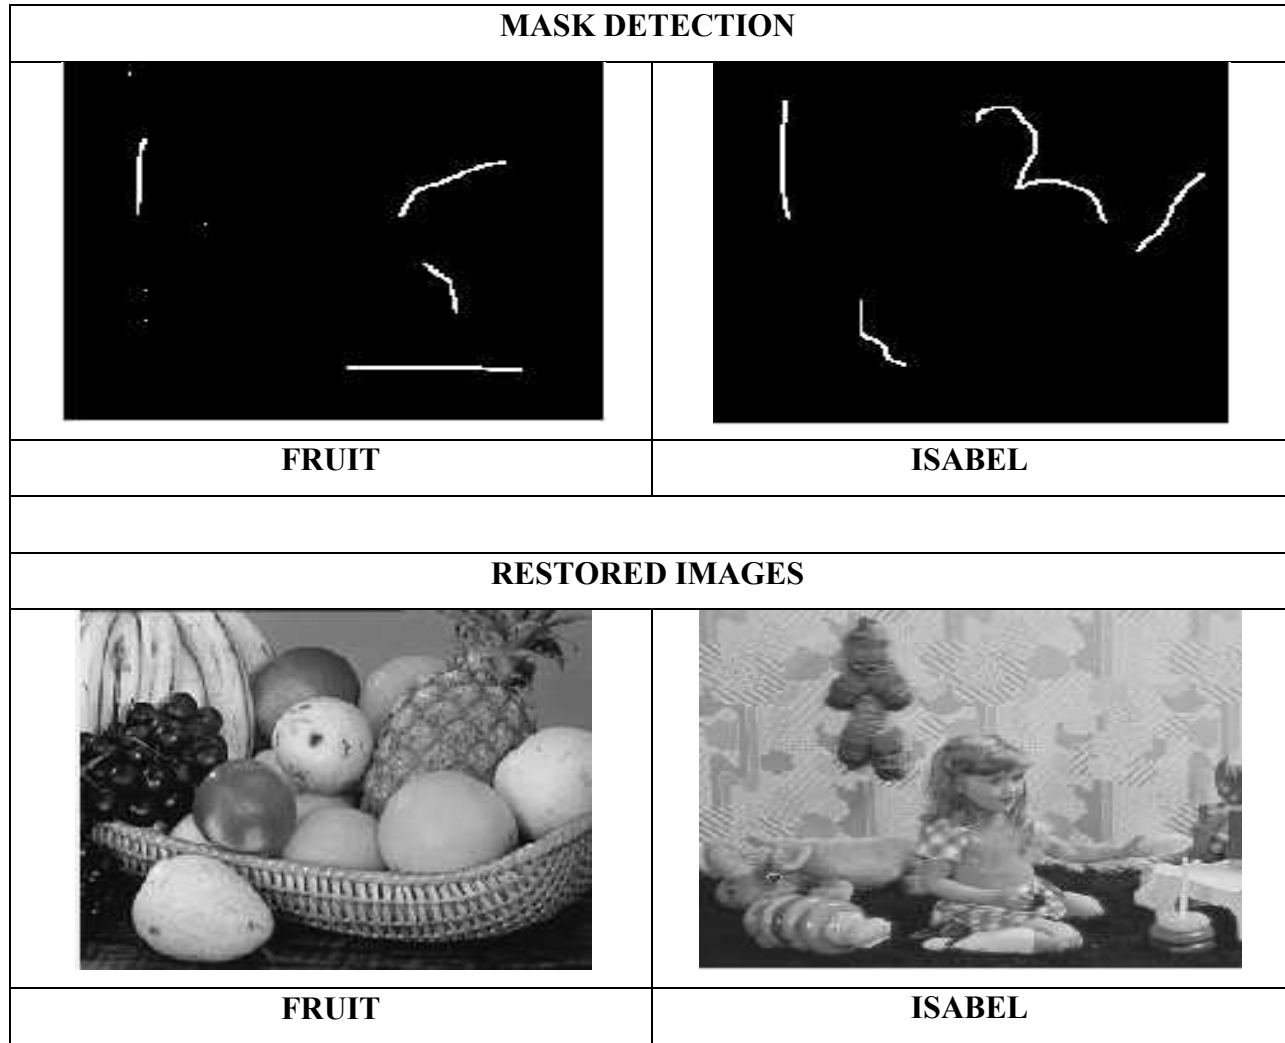 MASK DETECTION
FRUIT
ISABEL
RESTORED IMAGES
FRUIT
ISABEL